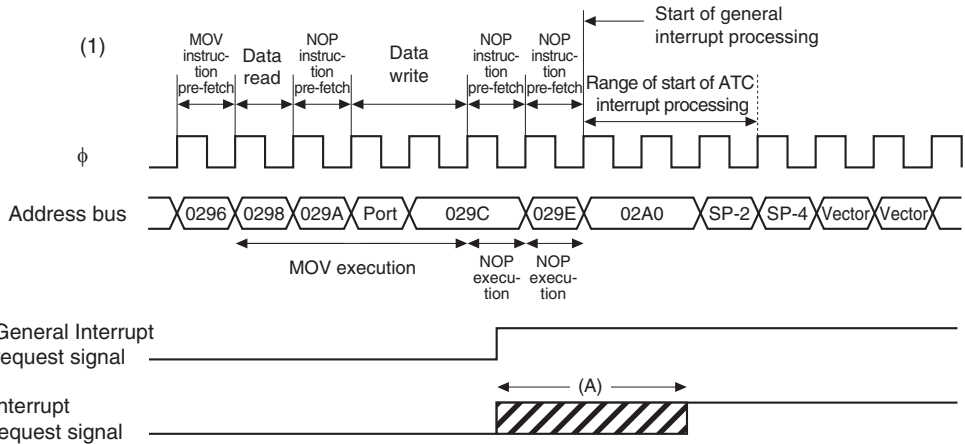 (1)
MOV
instruc-
tion
pre-fetch
Data
read
NOP
instruc-
tion
pre-fetch
Data
write
NOP
instruc-
tion
pre-fetch
NOP
instruc-
tion
pre-fetch
Start of general
interrupt processing
Range of start of ATC
interrupt processing
ϕ
Address bus
0296
0298
029A
Port
029C
029E
02A0
SP-2
SP-4
Vector
Vector
MOV execution
NOP
execu-
tion
NOP
execu-
tion
General Interrupt
request signal
(A)
nterrupt
equest signal